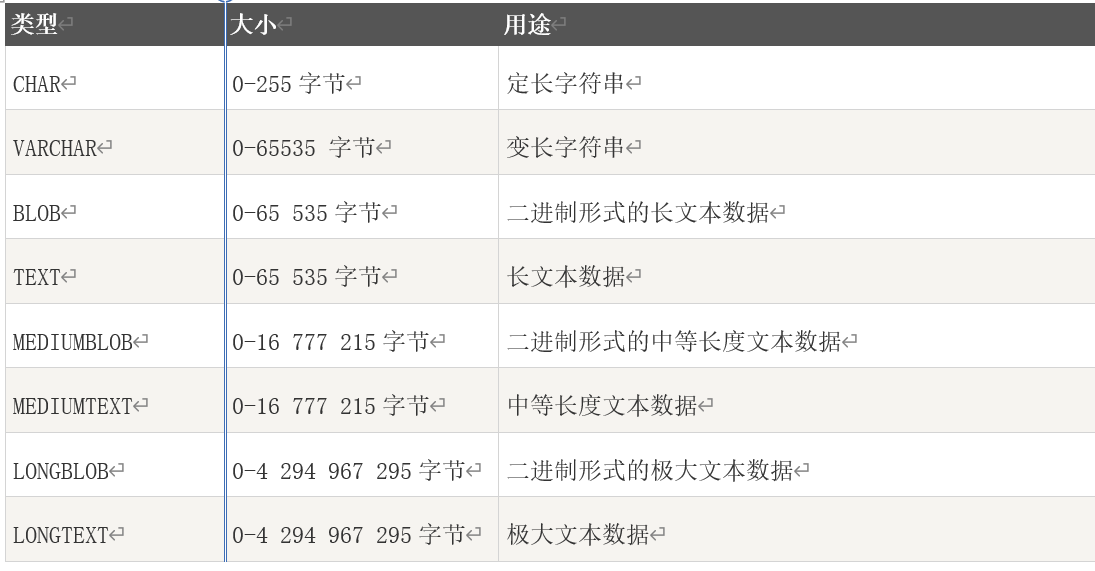 类型 大小 用途
CHAR 0-255 字节 定长字符串
VARCHAR 0-65535 字节 变长字符串
BLOB 0-65 535 字节 二进制形式的长文本数据
TEXT 0-65 535 字节 长文本数据
MEDIUMBLOB 0-16 777 215 字节 二进制形式的中等长度文本数据
MEDIUMTEXT 0-16 777 215 字节 中等长度文本数据
LONGBLOB 0-4 294 967 295 字节 二进制形式的极大文本数据
LONGTEXT 0-4 294 967 295 字节 极大文本数据